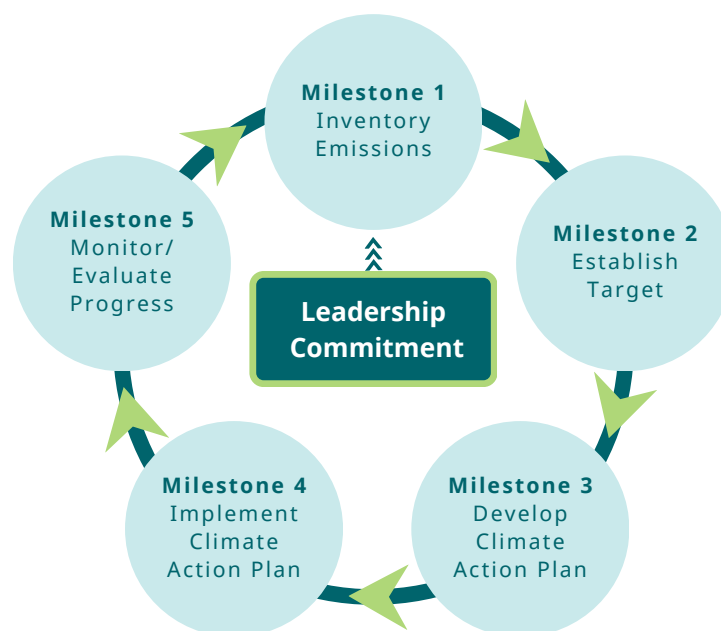 Milestone 1
Inventory
Emissions
Milestone 2
Establish
Target
Milestone 3
Develop
Climate
Action Plan
Milestone 4
Implement
Climate
Action Plan
Milestone 5
Monitor/
Evaluate
Progress
Leadership
Commitment